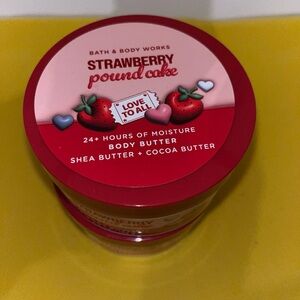 BATH & BODY WORKS
STRAWBERRY
pound cake
LOVE
TO ALL
24+ HOURS OF MOISTURE
BODY BUTTER
SHEA BUTTER + COCOA BUTTER